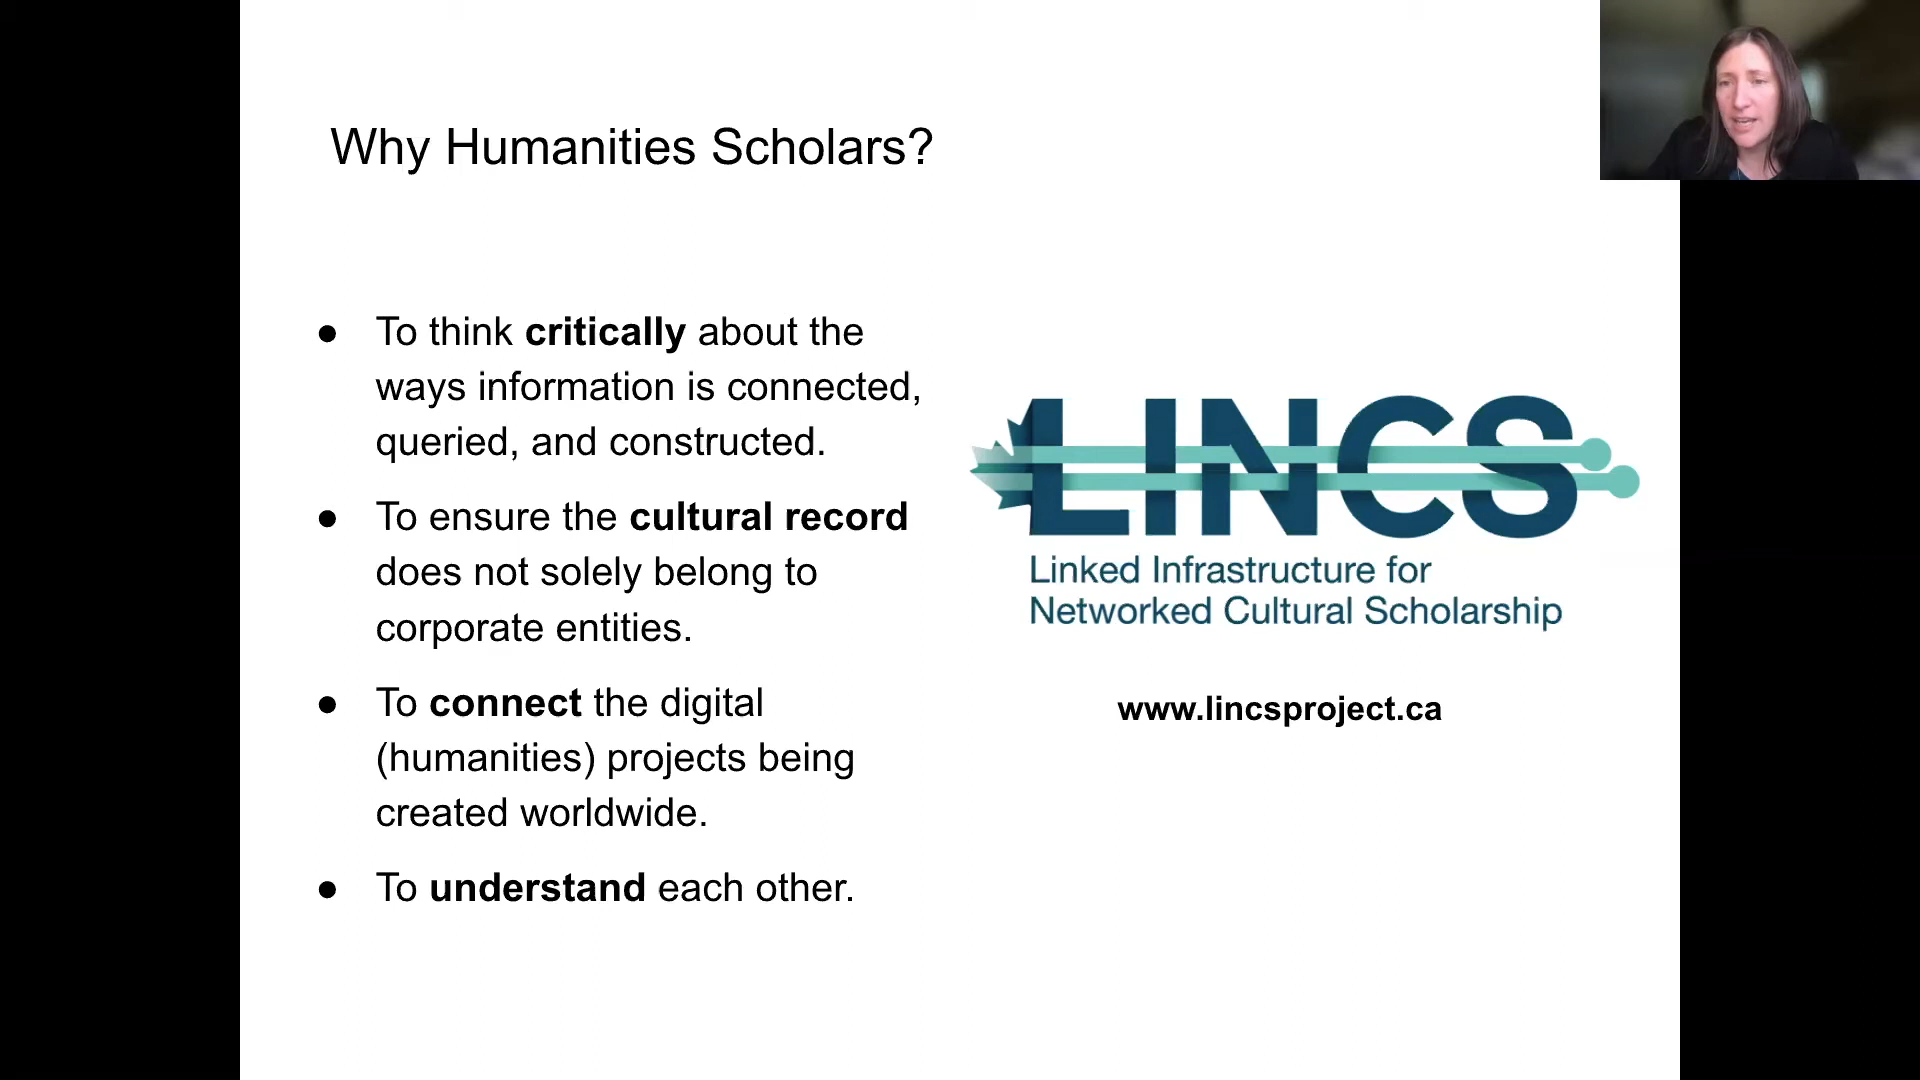 Why Humanities Scholars?
● To think critically about the
ways information is connected,
queried, and constructed.
● To ensure the cultural record
does not solely belong to
corporate entities.
● To connect the digital
(humanities) projects being
created worldwide.
● To understand each other.
LINCS
Linked Infrastructure for
Networked Cultural Scholarship
www.lincsproject.ca